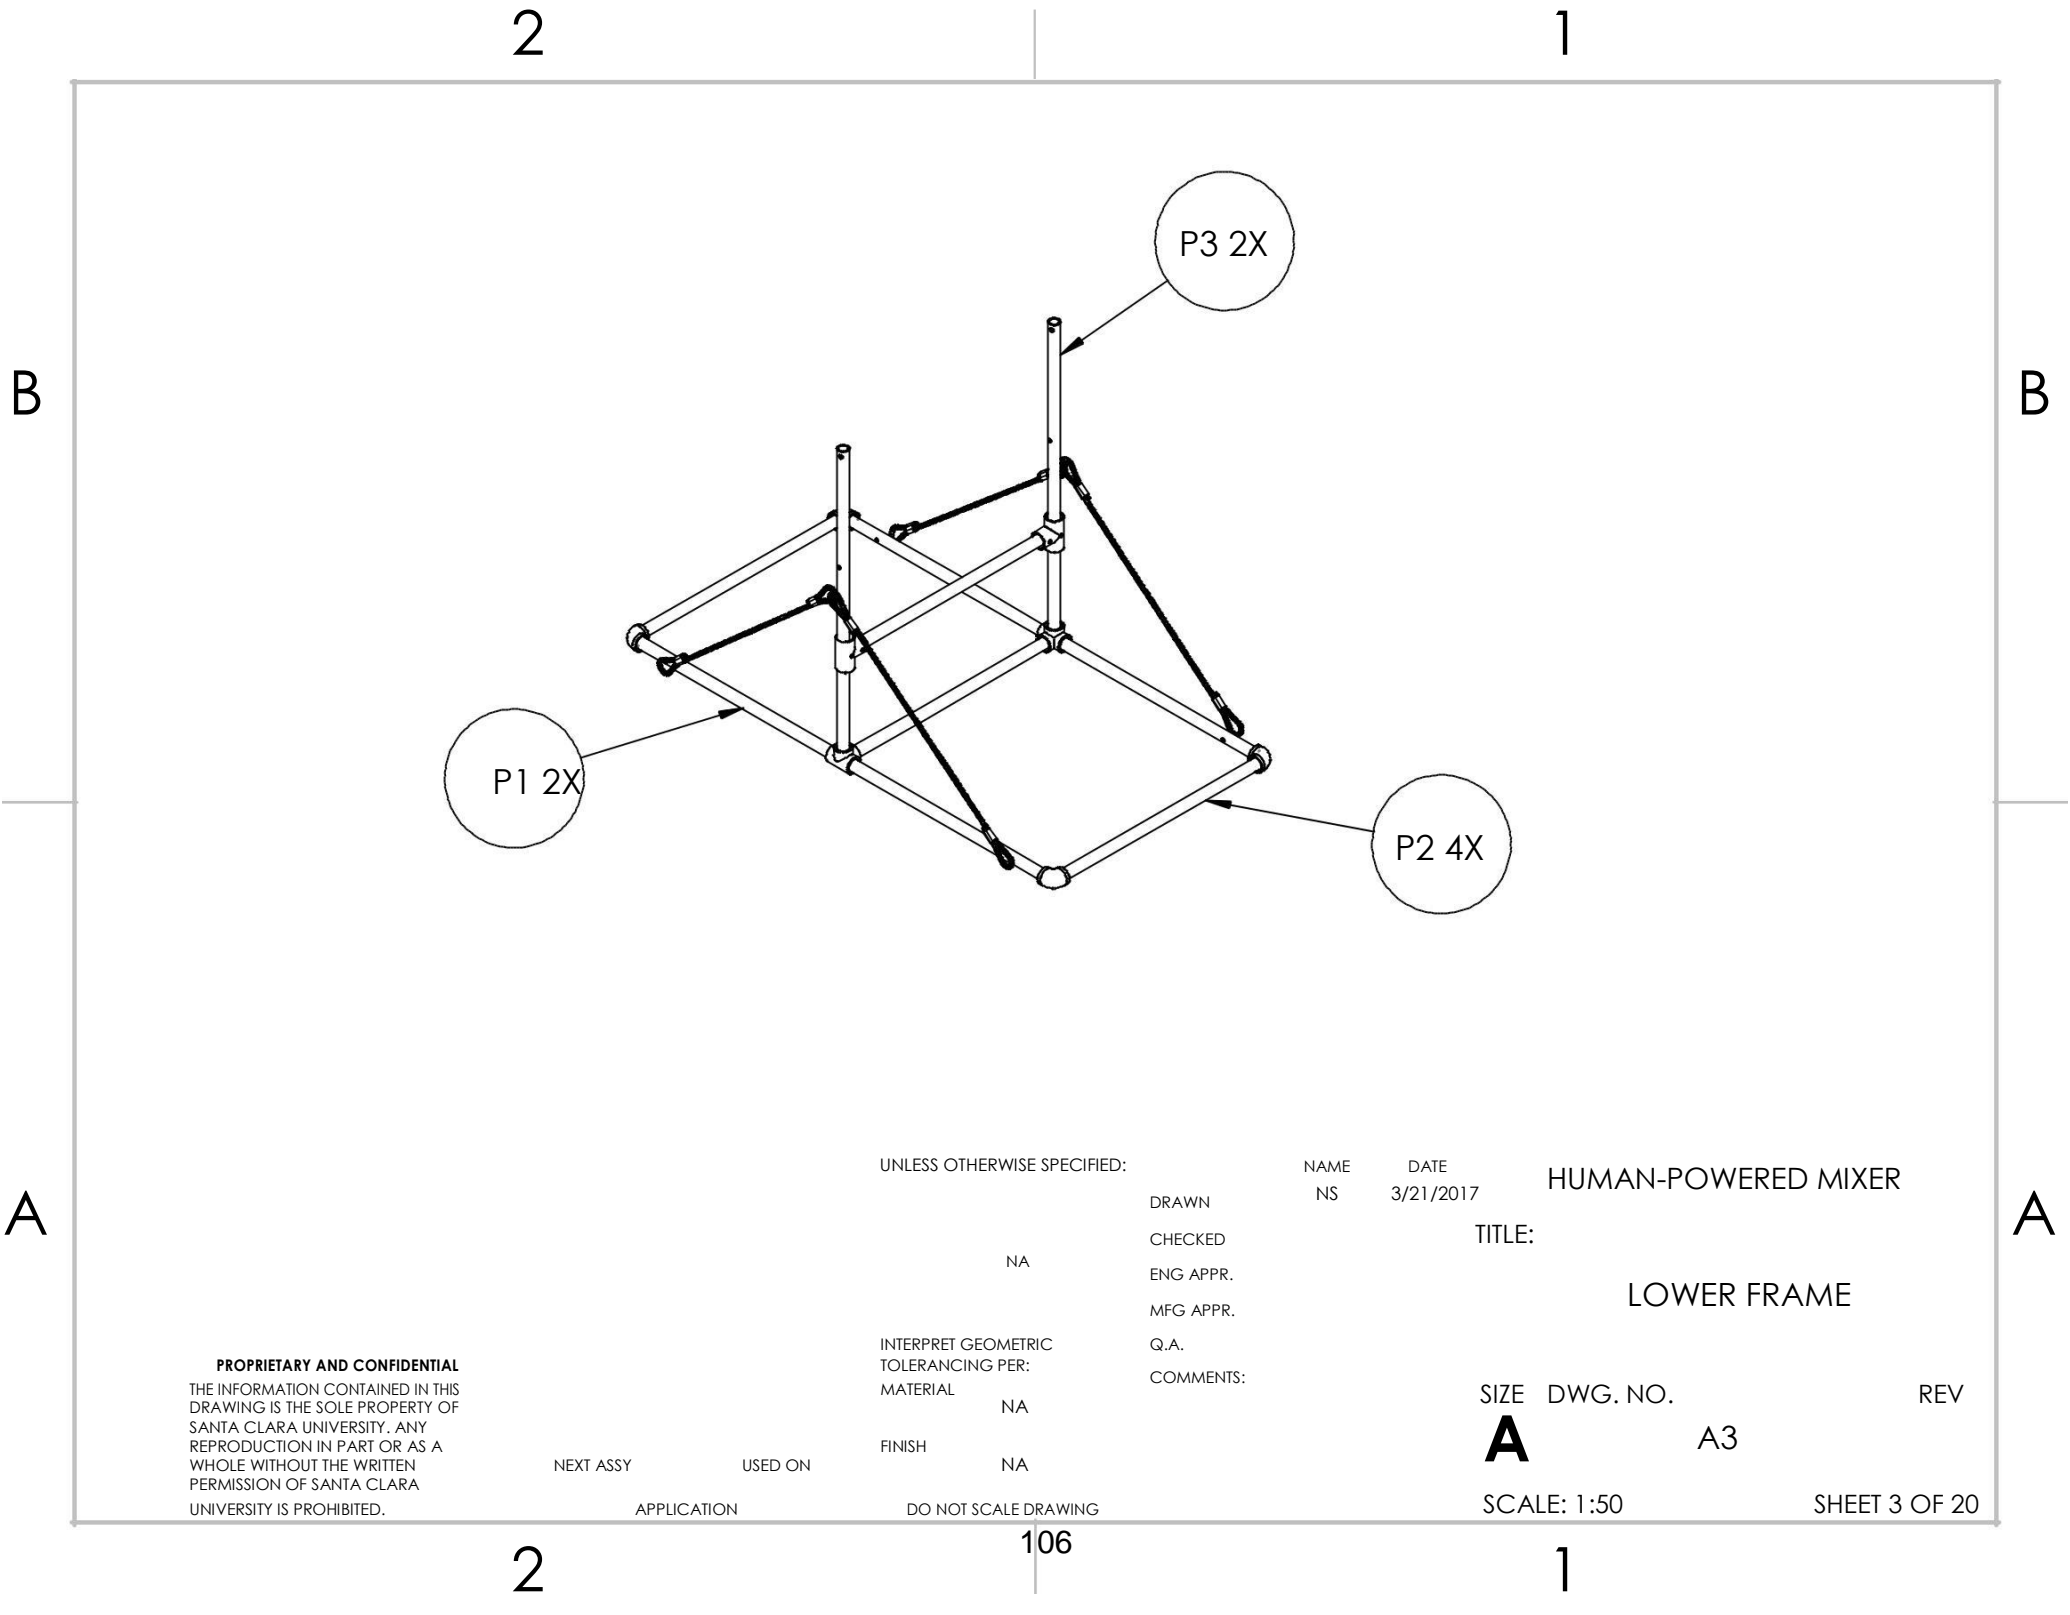 2
1
B
B
P3 2X
P1 2X
P2 4X
A
A
UNLESS OTHERWISE SPECIFIED:
NA
INTERPRET GEOMETRIC
TOLERANCING PER:
MATERIAL
NA
FINISH
NA
DO NOT SCALE DRAWING
NAME
DATE
DRAWN
NS
3/21/2017
CHECKED
ENG APPR.
MFG APPR.
Q.A.
COMMENTS:
HUMAN-POWERED MIXER
TITLE:
LOWER FRAME
SIZE
DWG. NO.
REV
A
A3
SCALE: 1:50
SHEET 3 OF 20
PROPRIETARY AND CONFIDENTIAL
THE INFORMATION CONTAINED IN THIS
DRAWING IS THE SOLE PROPERTY OF
SANTA CLARA UNIVERSITY. ANY
REPRODUCTION IN PART OR AS A
WHOLE WITHOUT THE WRITTEN
PERMISSION OF SANTA CLARA
UNIVERSITY IS PROHIBITED.
NEXT ASSY
USED ON
APPLICATION
106
2
1